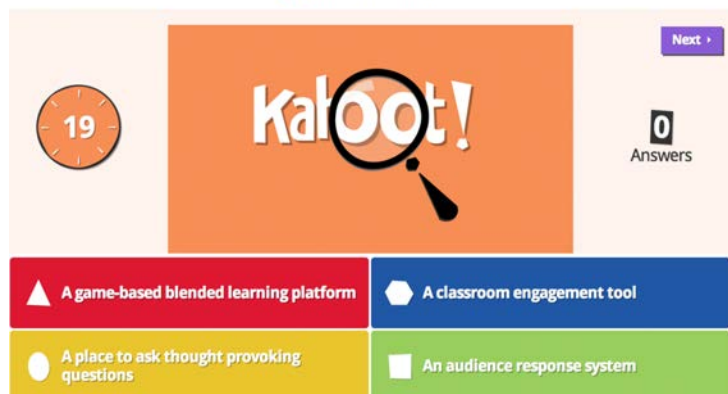 Next
19
Kahoot!
0
Answers
A game-based blended learning platform
A classroom engagement tool
A place to ask thought provoking
questions
An audience response system